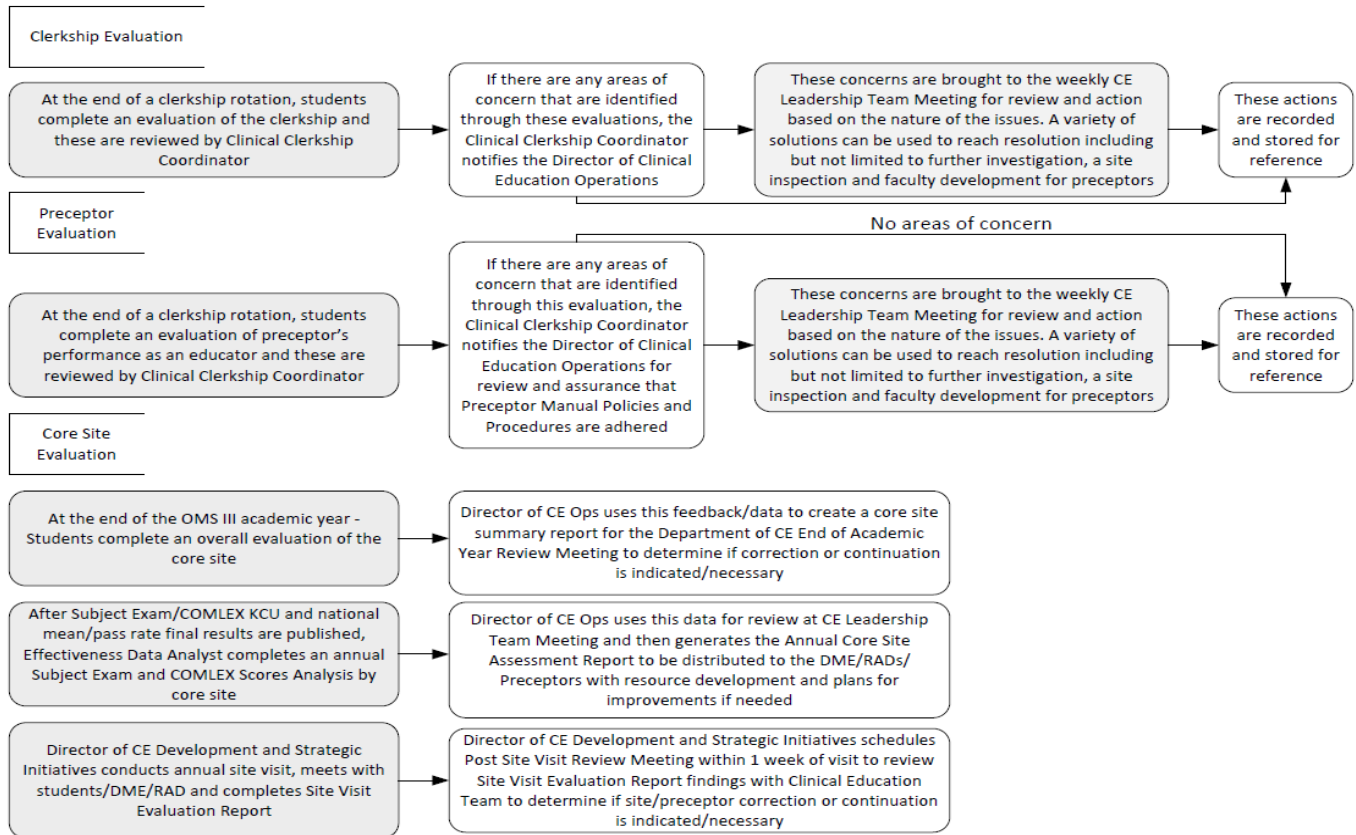 Clerkship Evaluation
At the end of a clerkship rotation, students
complete an evaluation of the clerkship and
these are reviewed by Clinical Clerkship
Coordinator
If there are any areas of
concern that are identified
through these evaluations, the
Clinical Clerkship Coordinator
notifies the Director of Clinical
Education Operations
These concerns are brought to the weekly CE
Leadership Team Meeting for review and action
based on the nature of the issues. A variety of
solutions can be used to reach resolution including
but not limited to further investigation, a site
inspection and faculty development for preceptors
These actions
are recorded
and stored for
reference
No areas of concern
Preceptor
Evaluation
At the end of a clerkship rotation, students
complete an evaluation of preceptor’s
performance as an educator and these are
reviewed by Clinical Clerkship Coordinator
If there are any areas of
concern that are identified
through this evaluation, the
Clinical Clerkship Coordinator
notifies the Director of Clinical
Education Operations for
review and assurance that
Preceptor Manual Policies and
Procedures are adhered
These concerns are brought to the weekly CE
Leadership Team Meeting for review and action
based on the nature of the issues. A variety of
solutions can be used to reach resolution including
but not limited to further investigation, a site
inspection and faculty development for preceptors
These actions
are recorded
and stored for
reference
Core Site
Evaluation
At the end of the OMS III academic year -
Students complete an overall evaluation of the
core site
Director of CE Ops uses this feedback/data to create a core site
summary report for the Department of CE End of Academic
Year Review Meeting to determine if correction or continuation
is indicated/necessary
After Subject Exam/COMLEX KCU and national
mean/pass rate final results are published,
Effectiveness Data Analyst completes an annual
Subject Exam and COMLEX Scores Analysis by
core site
Director of CE Ops uses this data for review at CE Leadership
Team Meeting and then generates the Annual Core Site
Assessment Report to be distributed to the DME/RADs/
Preceptors with resource development and plans for
improvements if needed
Director of CE Development and Strategic
Initiatives conducts annual site visit, meets with
students/DME/RAD and completes Site Visit
Evaluation Report
Director of CE Development and Strategic Initiatives schedules
Post Site Visit Review Meeting within 1 week of visit to review
Site Visit Evaluation Report findings with Clinical Education
Team to determine if site/preceptor correction or continuation
is indicated/necessary